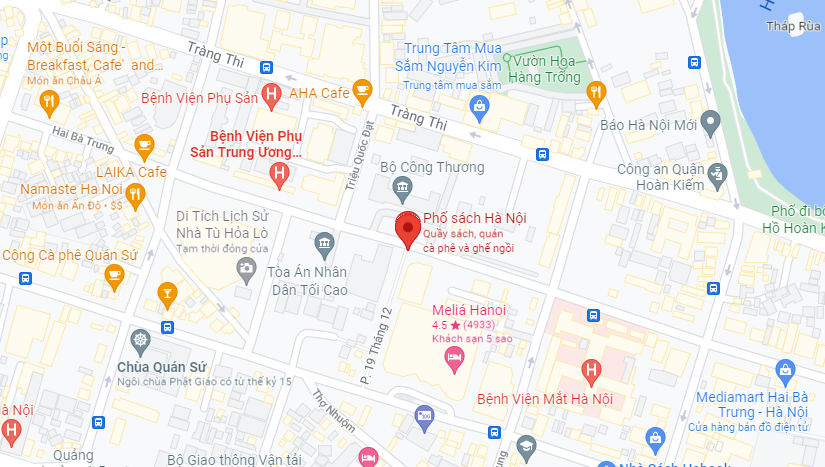 Tháp Rùa
Một Buổi Sáng -
Breakfast, Cafe` and...
Món ăn Châu Á
Tràng Thi
Trung Tâm Mua
Sắm Nguyễn Kim
Trung tâm mua sắm
Vườn Hoa
Hàng Trống
Bệnh Viện Phụ Sản
AHA Cafe
Tràng Thi
Báo Hà Nội Mới
Hai Bà Trưng
Bệnh Viện Phụ
Sản Trung Ương...
Triệu Quốc Đạt
Bộ Công Thương
Công an Quận
Hoàn Kiếm
LAIKA Cafe
Namaste Ha Noi
Món ăn Ấn Độ • $$
Di Tích Lịch Sử
Nhà Tù Hỏa Lò
Tạm thời đóng cửa
Phố sách Hà Nội
Quầy sách, quán
cà phê và ghế ngồi
Phố đi bộ
Hồ Hoàn K
Cộng Cà phê Quán Sứ
Tòa Án Nhân
Dân Tối Cao
Meliá Hanoi
4.5 ★ (4933)
Khách sạn 5 sao
P. 19 Tháng 12
Chùa Quán Sứ
Ngôi chùa Phật Giáo có từ thế kỷ 15
Thợ Nhuộm
Bệnh Viện Mắt Hà Nội
Mediamart Hai Bà
Trưng - Hà Nội
Cửa hàng bán đồ điện tử
à Nội
Quảng
Bộ Giao thông Vận tải